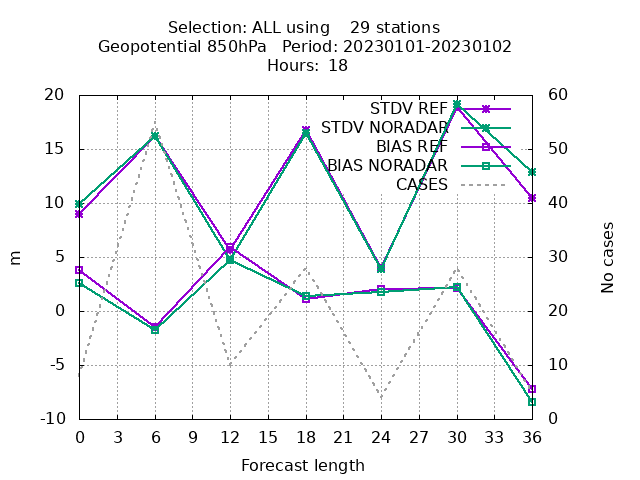 Selection: ALL using    29 stations
Geopotential 850hPa   Period: 20230101-20230102
Hours: 18
STDV REF
STDV NORADAR
BIAS REF
BIAS NORADAR
CASES
20
15
10
5
0
-5
-10
m
60
50
40
30
20
10
0
No cases
0 3 6 9 12 15 18 21 24 27 30 33 36
Forecast length